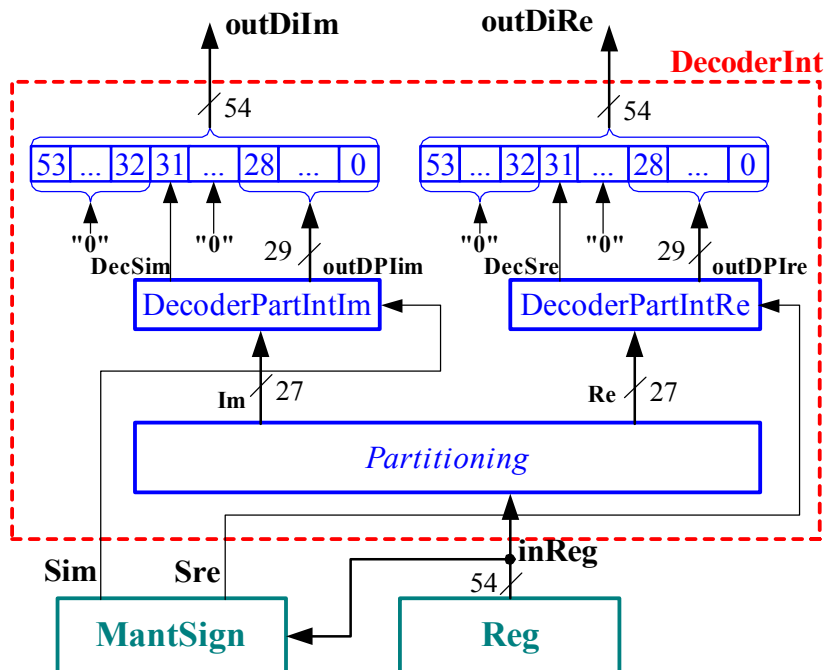 outDiIm outDiRe
DecoderInt
54 54
53 ... 32 31 ... 28 ... 0 53 ... 32 31 ... 28 ... 0
"0" "0" 29 "0" "0" 29
DecSim outDPIim DecSre outDPIre
DecoderPartIntIm DecoderPartIntRe
Im 27 Re 27
Partitioning
inReg
Sim Sre 54
MantSign Reg